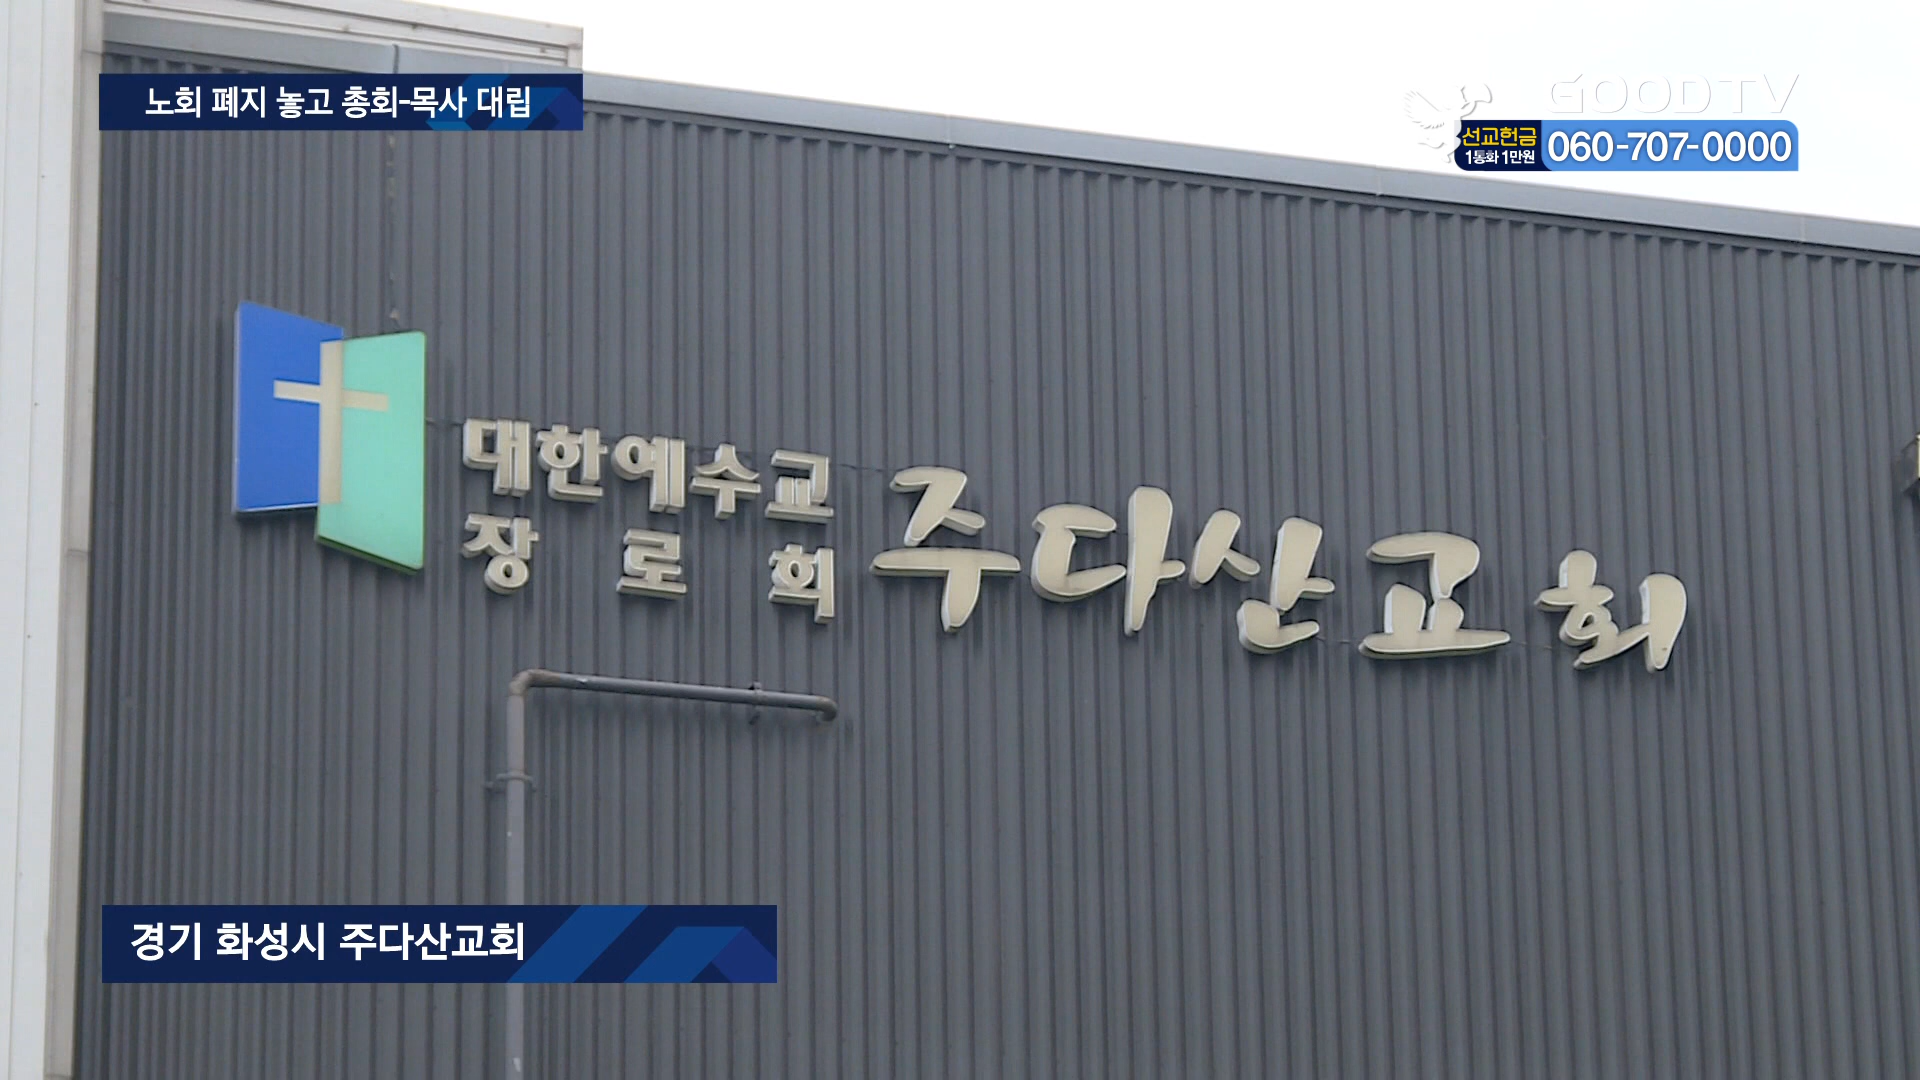 노회 폐지 놓고 총회-목사 대립
GOODTV
선교헌금
1통화 1만원
060-707-0000
대한예수교
장로회
주다산교회
경기 화성시 주다산교회